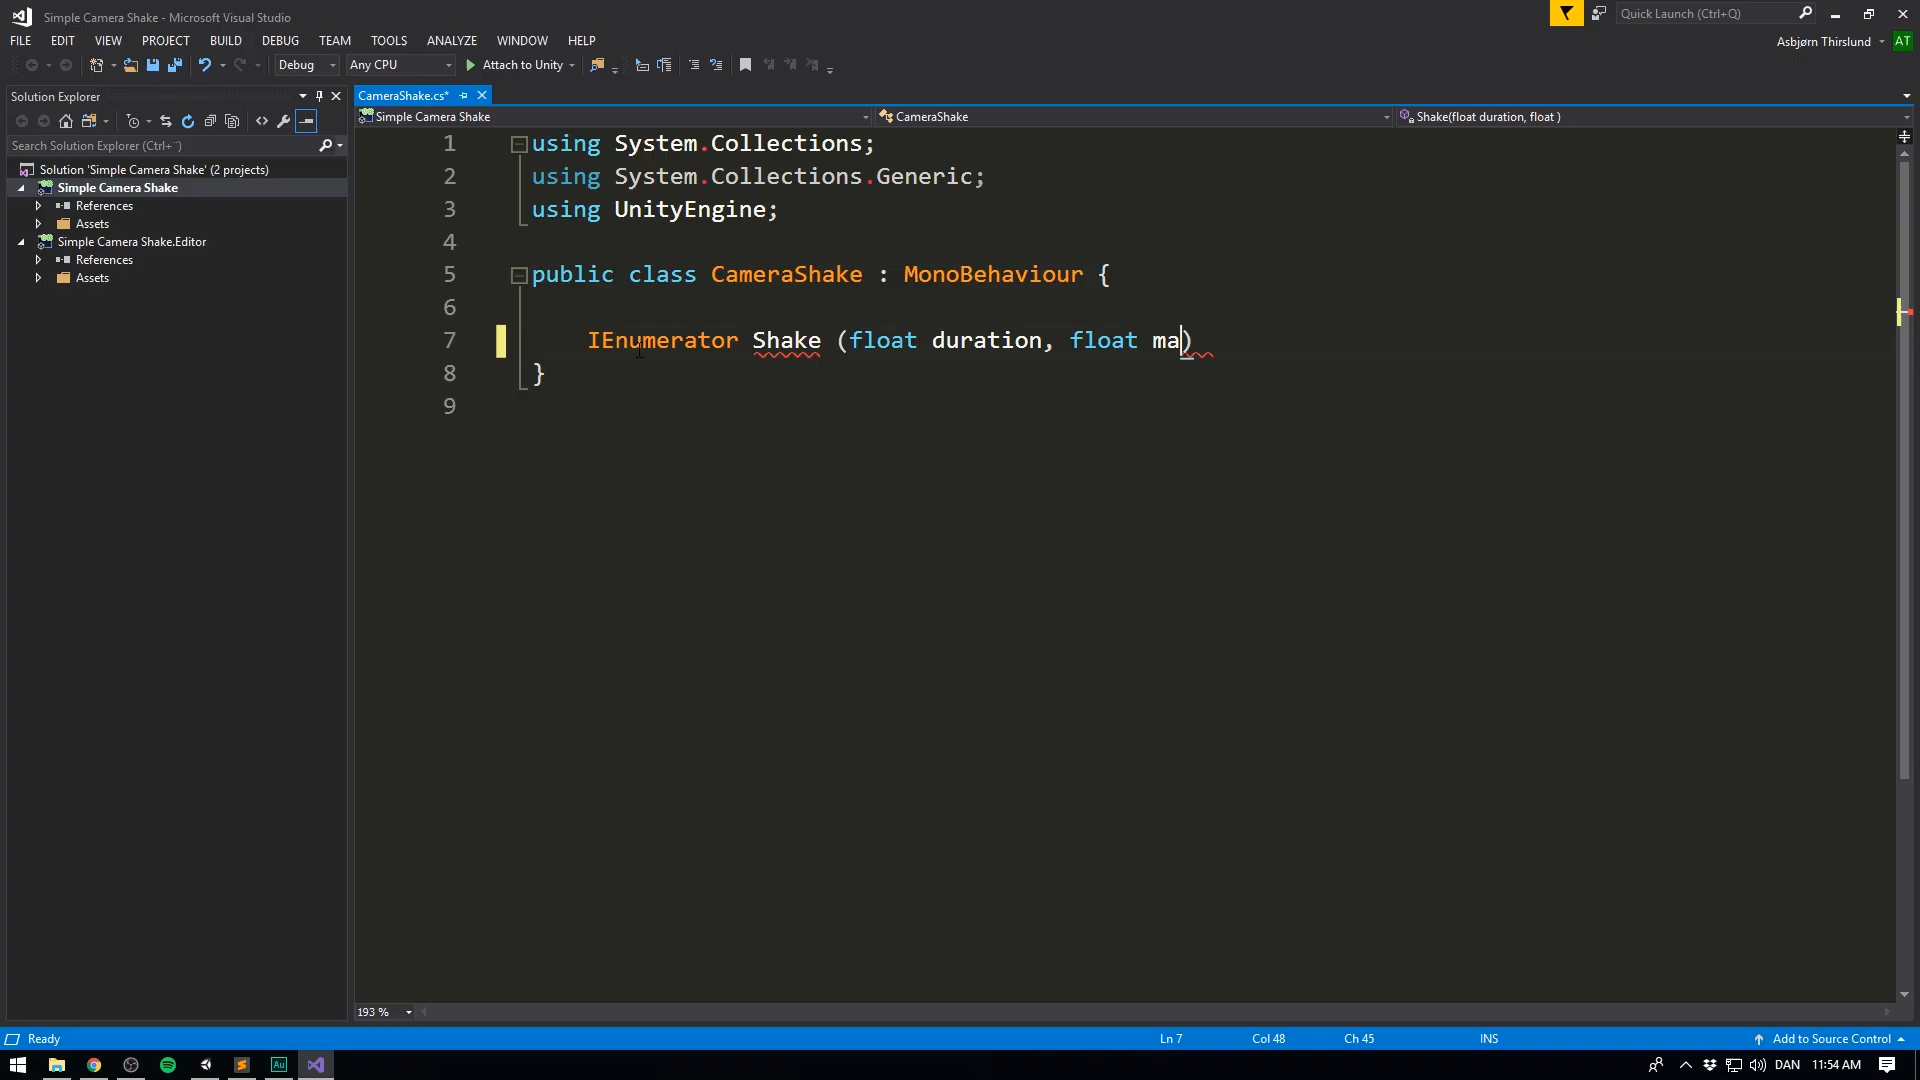 Simple Camera Shake - Microsoft Visual Studio
Quick Launch (Ctrl+Q)
FILE EDIT VIEW PROJECT BUILD DEBUG TEAM TOOLS ANALYZE WINDOW HELP
Asbjørn Thirslund AT
Debug Any CPU Attach to Unity
Solution Explorer
CameraShake.cs*
Simple Camera Shake CameraShake Shake(float duration, float )
Search Solution Explorer (Ctrl+¨)
Solution 'Simple Camera Shake' (2 projects)
Simple Camera Shake
References
Assets
Simple Camera Shake.Editor
References
Assets
1 using System.Collections;
2 using System.Collections.Generic;
3 using UnityEngine;
4
5 public class CameraShake : MonoBehaviour {
6
7 IEnumerator Shake (float duration, float ma)
8 }
9
193 %
Ready Ln 7 Col 48 Ch 45 INS Add to Source Control
Au DAN 11:54 AM